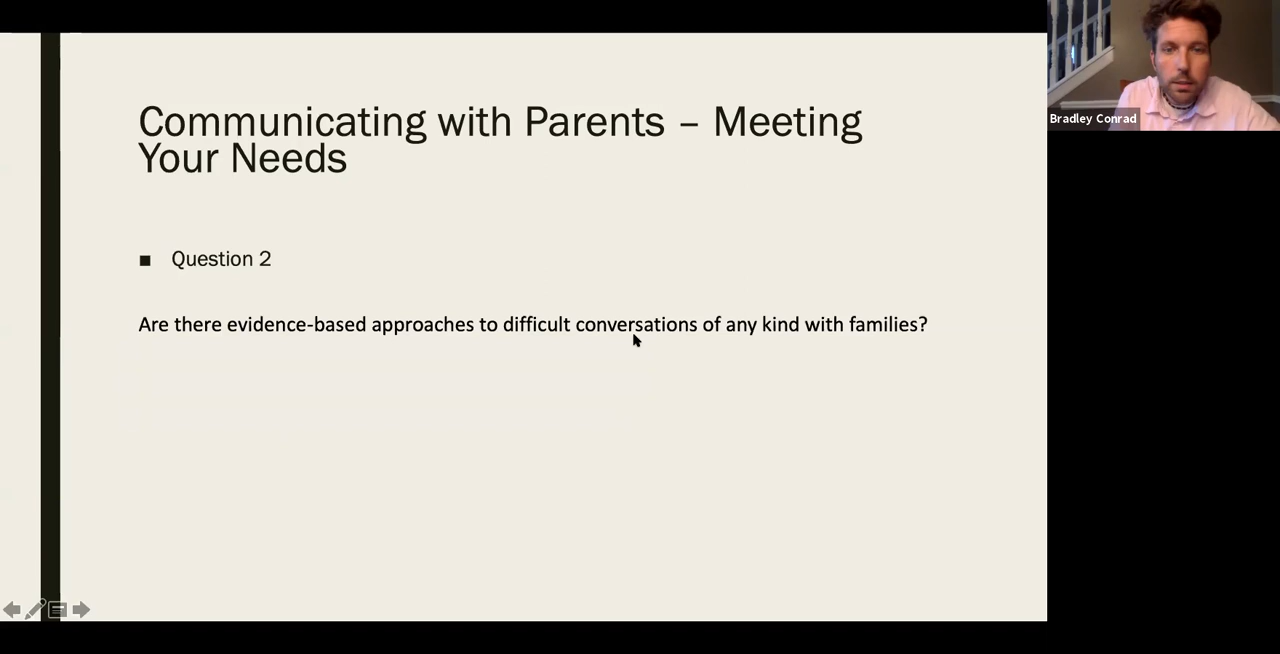 Communicating with Parents – Meeting
Your Needs
■ Question 2
Are there evidence-based approaches to difficult conversations of any kind with families?
Bradley Conrad